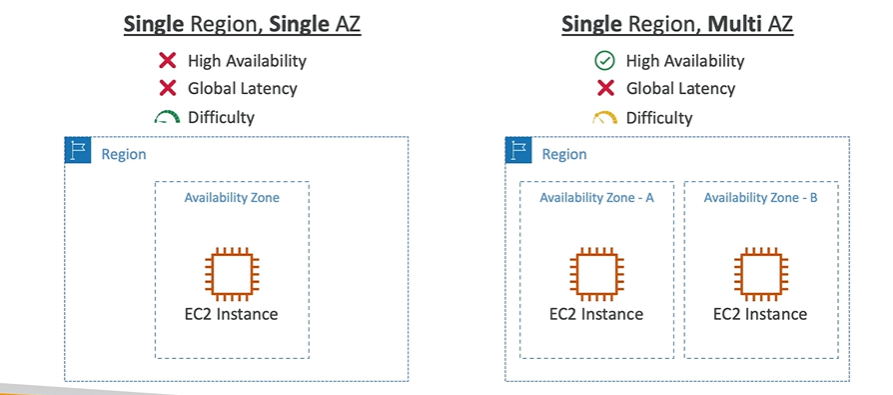 Single Region, Single AZ
High Availability
Global Latency
Difficulty
Region
Availability Zone
EC2 Instance
Single Region, Multi AZ
High Availability
Global Latency
Difficulty
Region
Availability Zone - A
EC2 Instance
Availability Zone - B
EC2 Instance